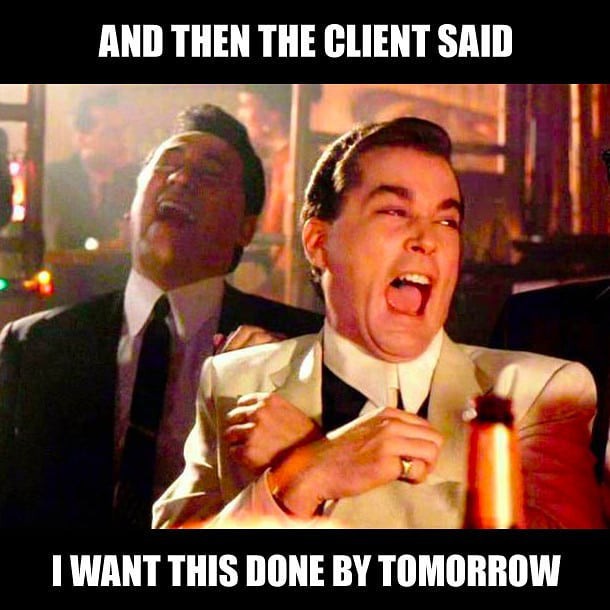 AND THEN THE CLIENT SAID
I WANT THIS DONE BY TOMORROW